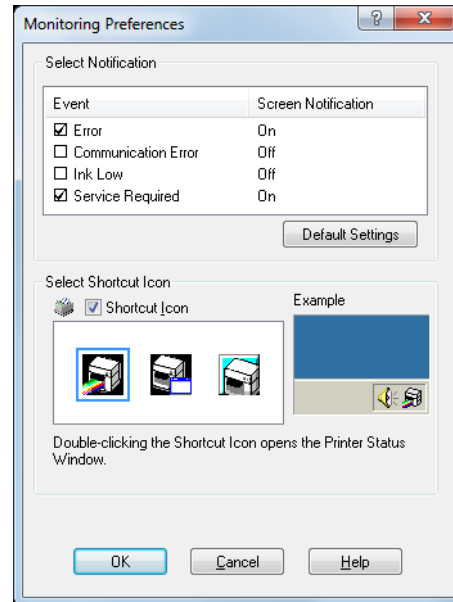 Monitoring Preferences
Select Notification
Event Screen Notification
Error On
Communication Error Off
Ink Low Off
Service Required On
Default Settings
Select Shortcut Icon
Shortcut Icon Example
Double-clicking the Shortcut Icon opens the Printer Status
Window.
OK Cancel Help